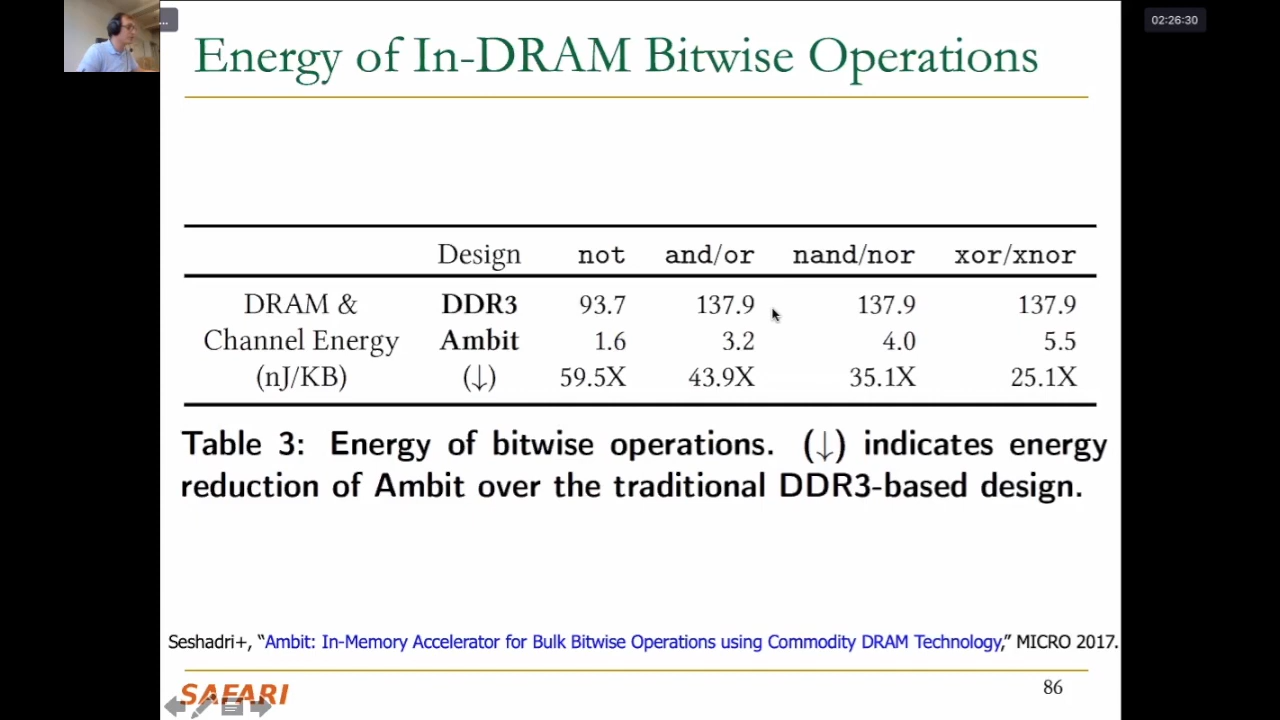 ...
02:26:30
Energy of In-DRAM Bitwise Operations
Design not and/or nand/nor xor/xnor
DRAM & DDR3 93.7 137.9 137.9 137.9
Channel Energy Ambit 1.6 3.2 4.0 5.5
(nJ/KB) (↓) 59.5X 43.9X 35.1X 25.1X
Table 3: Energy of bitwise operations. (↓) indicates energy
reduction of Ambit over the traditional DDR3-based design.
Seshadri+, “Ambit: In-Memory Accelerator for Bulk Bitwise Operations using Commodity DRAM Technology,” MICRO 2017.
SAFARI
86